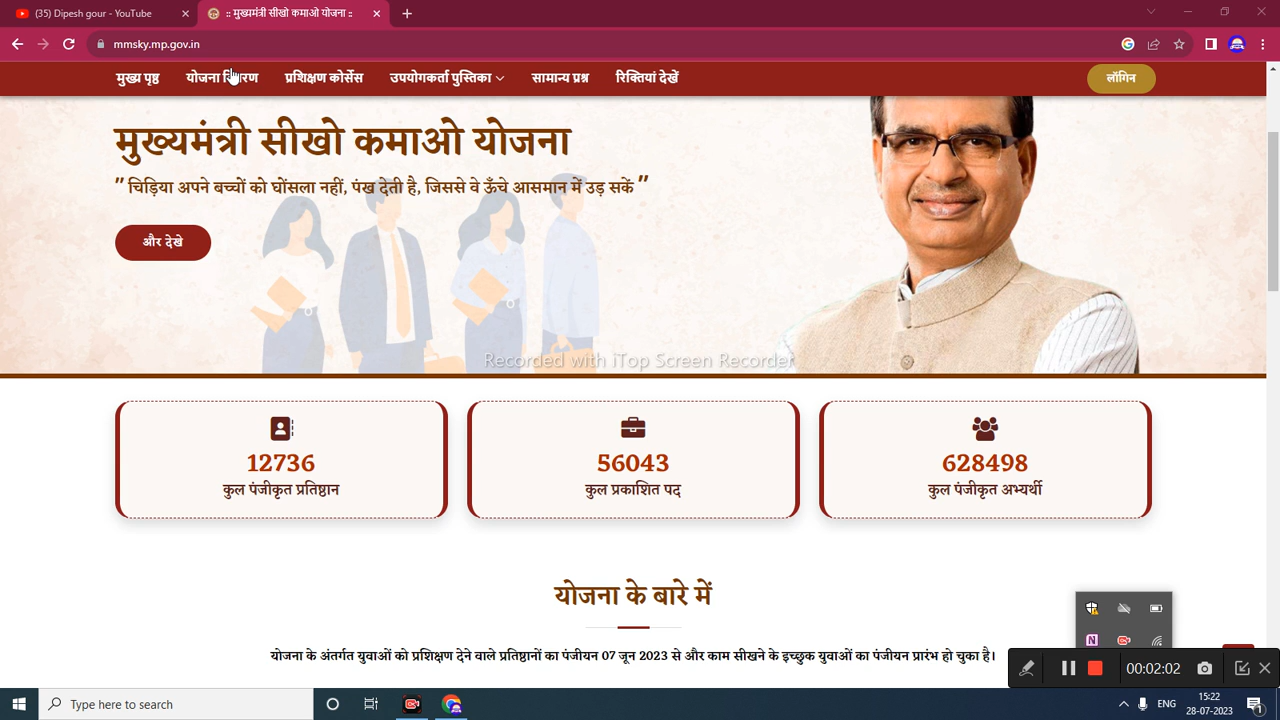 (35) Dipesh gour - YouTube
:: मुख्यमंत्री सीखो कमाओ योजना ::
mmsky.mp.gov.in
मुख्य पृष्ठ
योजना
प्रशिक्षण कोर्सेस
उपयोगकर्ता पुस्तिका
सामान्य प्रश्न
रिक्तियां देखें
लॉगिन
मुख्यमंत्री सीखो कमाओ योजना
" चिड़िया अपने बच्चों को घोंसला नहीं, पंख देती है, जिससे वे ऊँचे आसमान में उड़ सकें "
और देखे
Recorded with iTop Screen Recorder
12736
कुल पंजीकृत प्रतिष्ठान
56043
कुल प्रकाशित पद
628498
कुल पंजीकृत अभ्यर्थी
योजना के बारे में
योजना के अंतर्गत युवाओं को प्रशिक्षण देने वाले प्रतिष्ठानों का पंजीयन 07 जून 2023 से और काम सीखने के इच्छुक युवाओं का पंजीयन प्रारंभ हो चुका है।
00:02:02
Type here to search
ENG
15:22
28-07-2023